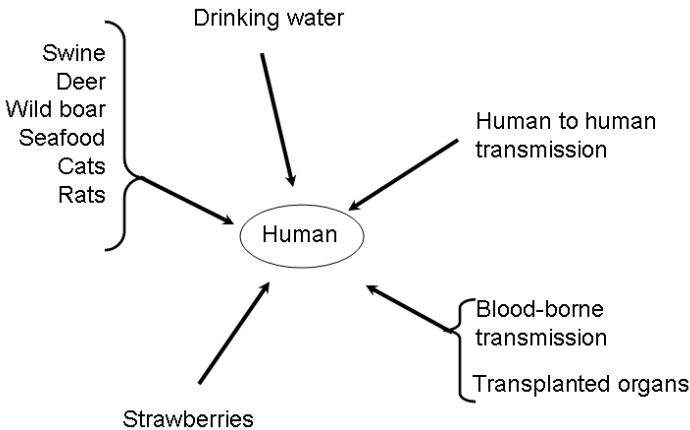 Drinking water
Swine
Deer
Wild boar
Seafood
Cats
Rats
Human to human
transmission
Human
Blood-borne
transmission
Transplanted organs
Strawberries